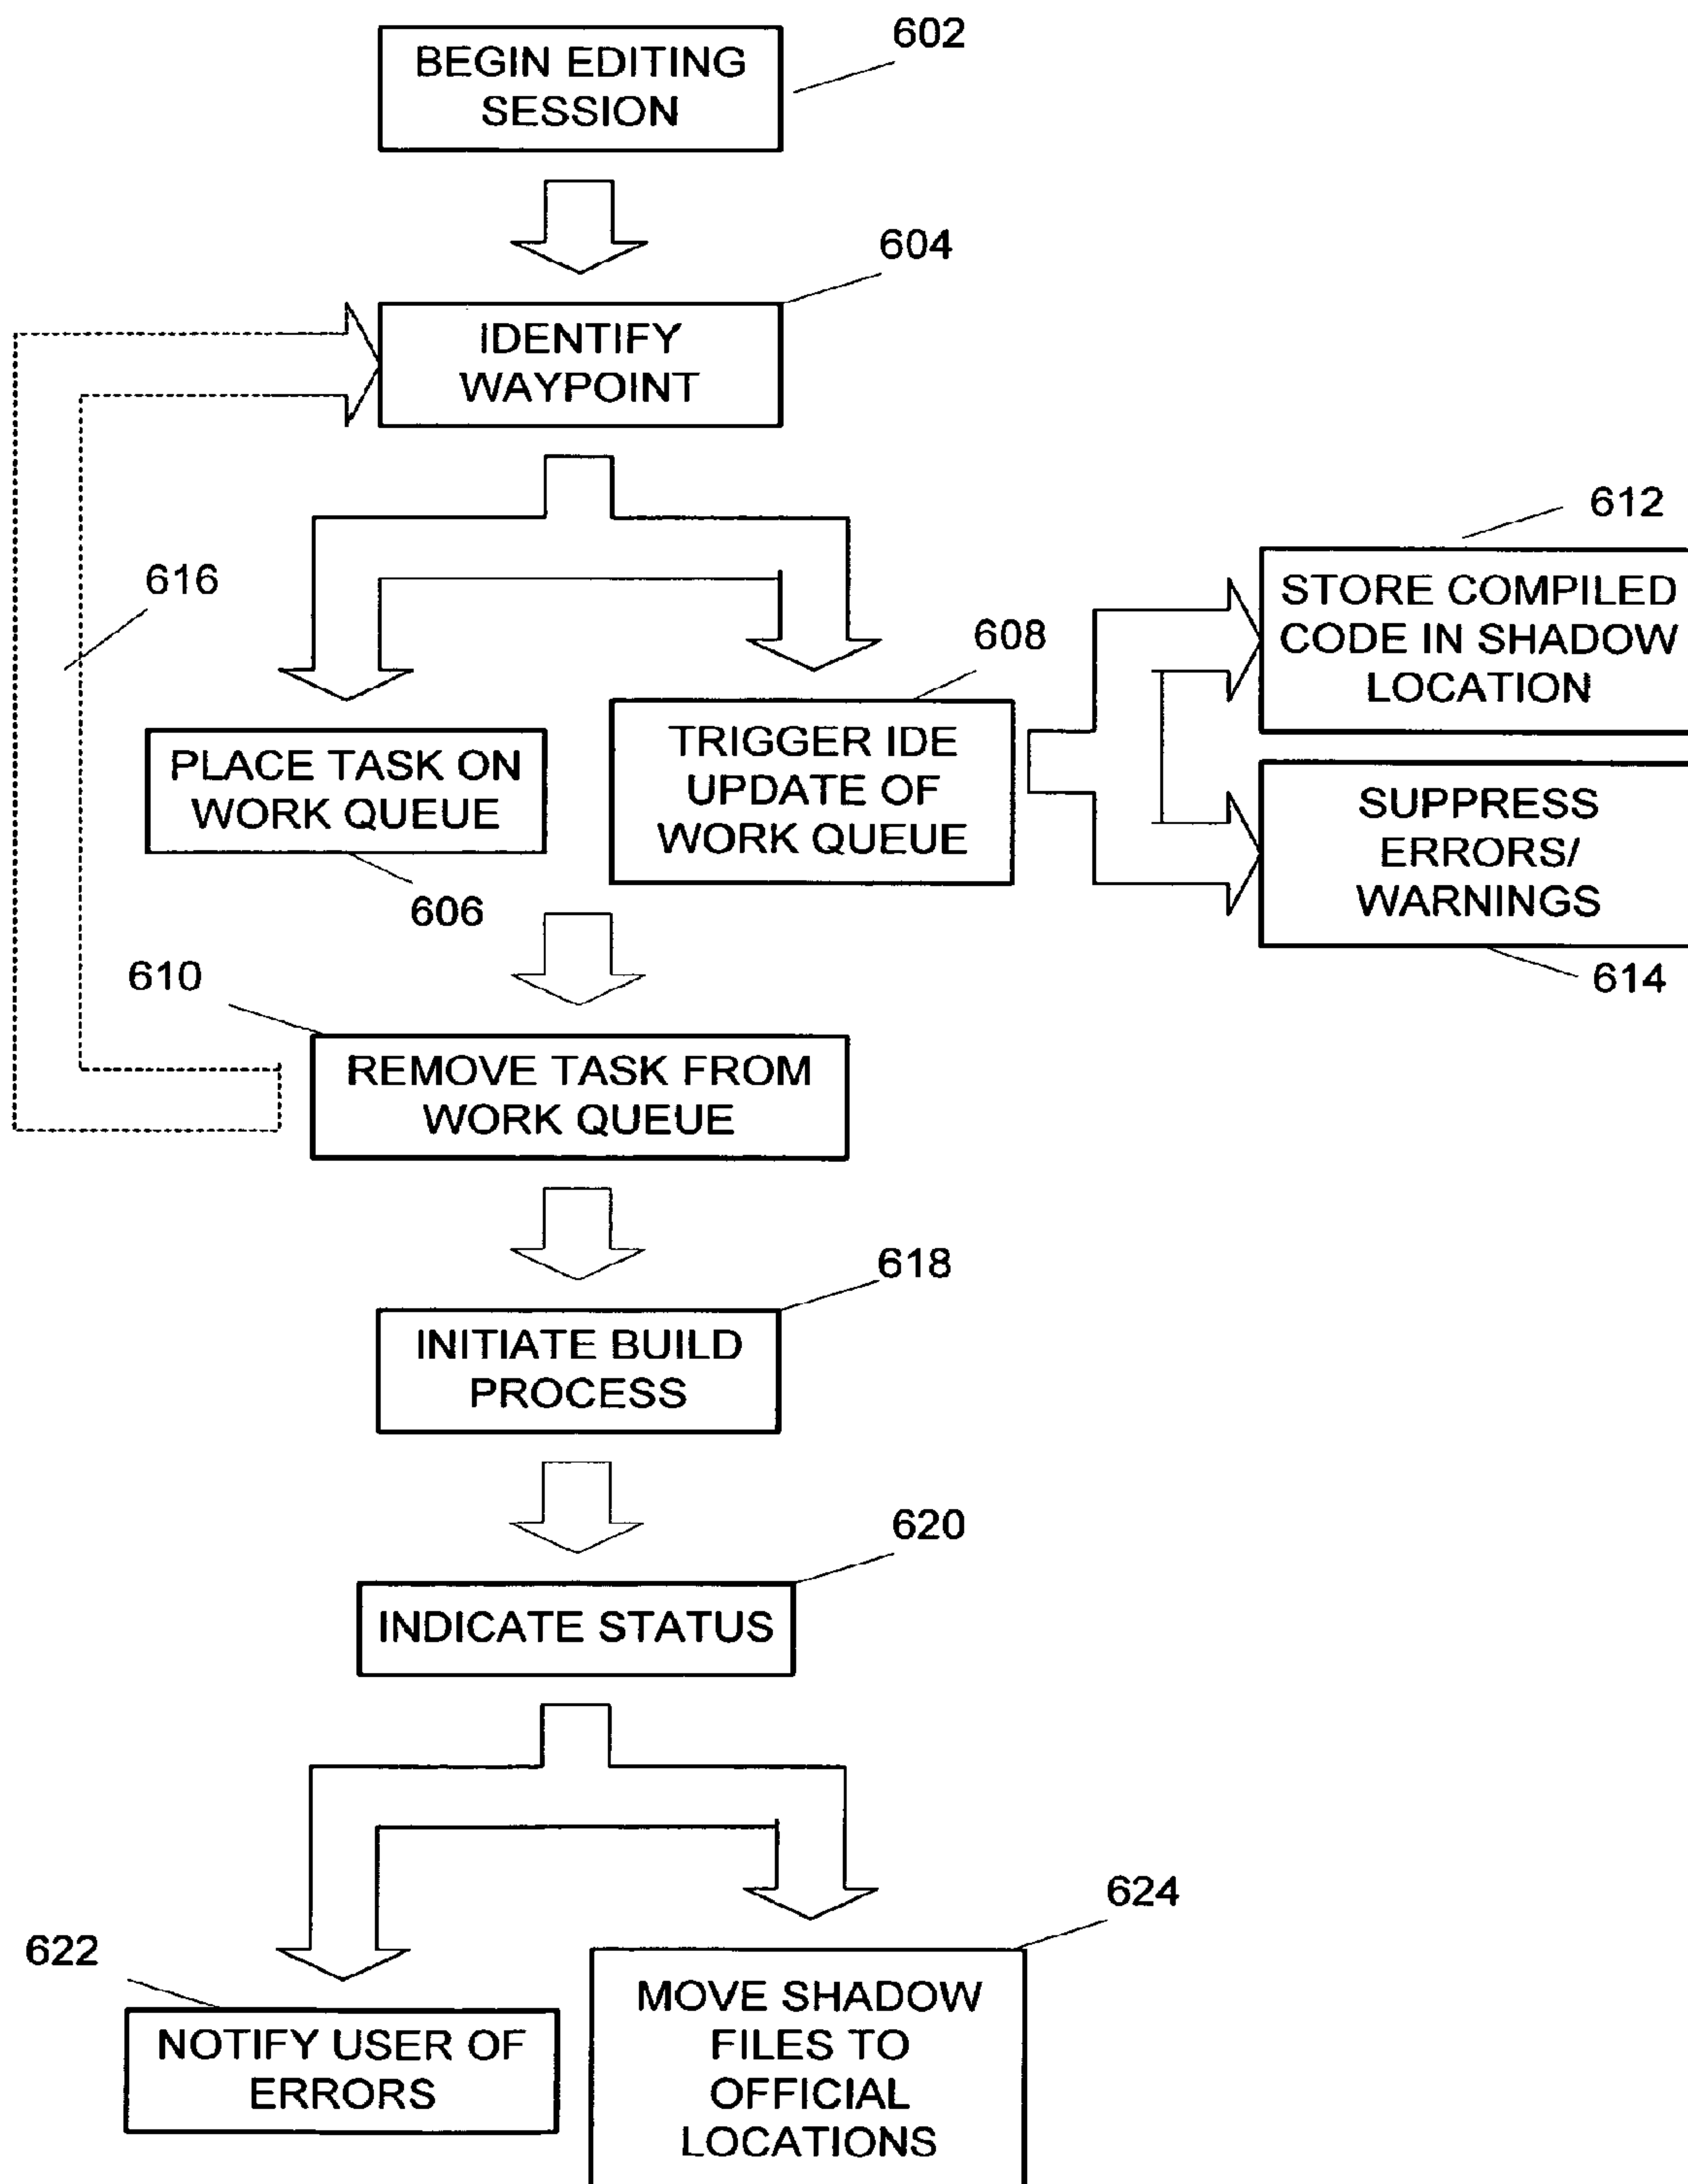 602
BEGIN EDITING
SESSION
604
IDENTIFY
WAYPOINT
616
612
STORE COMPILED
CODE IN SHADOW
LOCATION
608
TRIGGER IDE
UPDATE OF
WORK QUEUE
PLACE TASK ON
WORK QUEUE
606
SUPPRESS
ERRORS/
WARNINGS
614
610
REMOVE TASK FROM
WORK QUEUE
618
INITIATE BUILD
PROCESS
620
INDICATE STATUS
622
NOTIFY USER OF
ERRORS
624
MOVE SHADOW
FILES TO
OFFICIAL
LOCATIONS